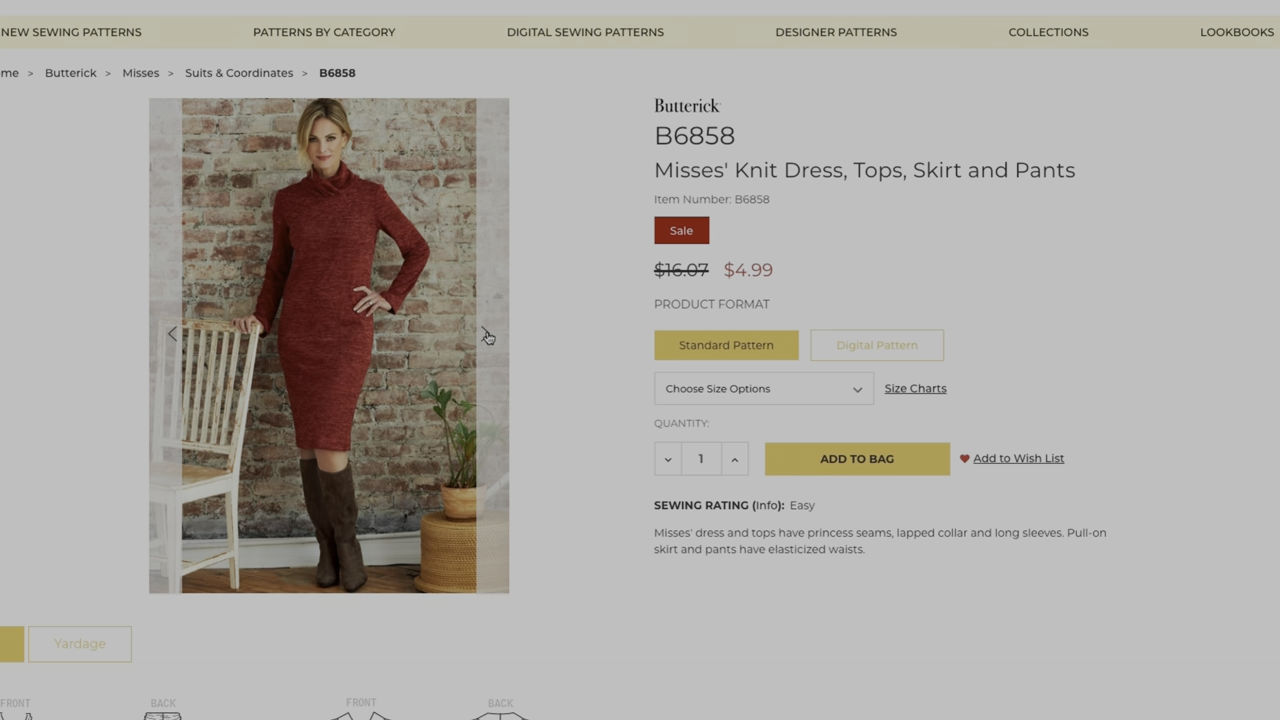 NEW SEWING PATTERNS PATTERNS BY CATEGORY DIGITAL SEWING PATTERNS DESIGNER PATTERNS COLLECTIONS LOOKBOOKS
me > Butterick > Misses > Suits & Coordinates > B6858
Butterick
B6858
Misses' Knit Dress, Tops, Skirt and Pants
Item Number: B6858
Sale
$16.07 $4.99
PRODUCT FORMAT
Standard Pattern Digital Pattern
Choose Size Options Size Charts
QUANTITY:
1 ADD TO BAG Add to Wish List
SEWING RATING (Info): Easy
Misses' dress and tops have princess seams, lapped collar and long sleeves. Pull-on
skirt and pants have elasticized waists.
Yardage
FRONT BACK FRONT BACK